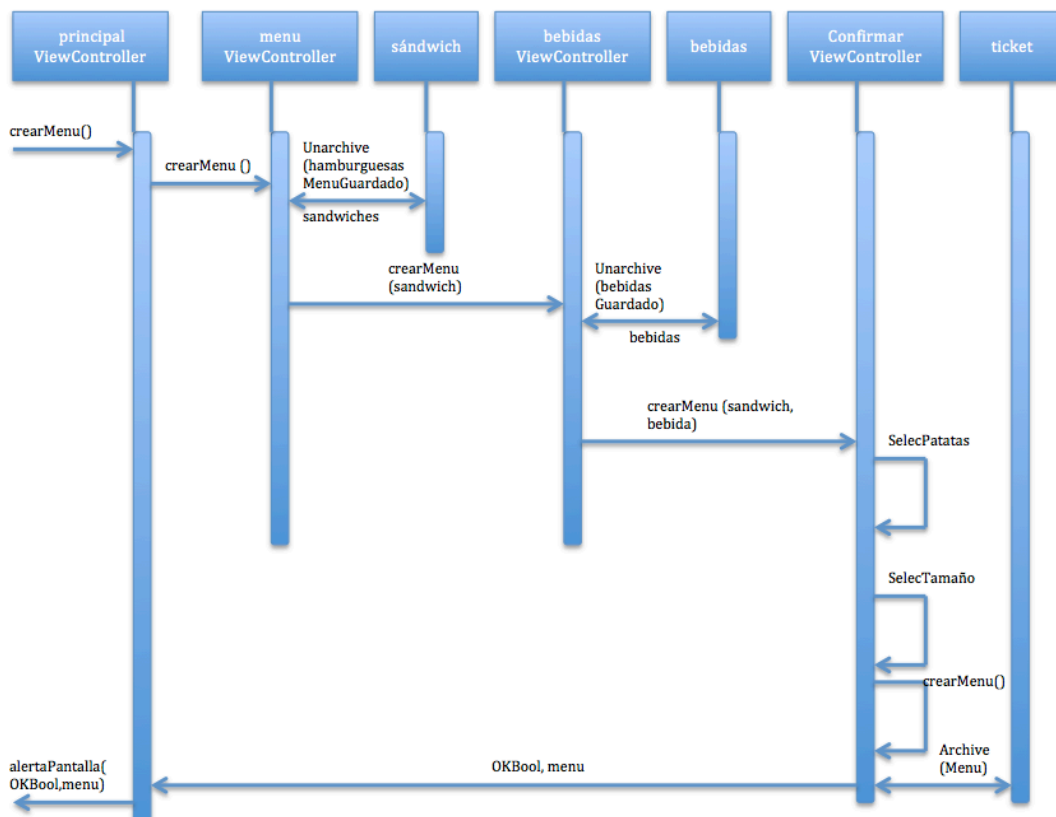 principal
ViewController
menu
ViewController
sándwich
bebidas
ViewController
bebidas
Confirmar
ViewController
ticket
crearMenu()
crearMenu ()
Unarchive
(hamburguesas
MenuGuardado)
sandwiches
crearMenu
(sandwich)
Unarchive
(bebidas
Guardado)
bebidas
crearMenu (sandwich,
bebida)
SelecPatatas
SelecTamaño
crearMenu()
Archive
(Menu)
OKBool, menu
alertaPantalla(
OKBool,menu)